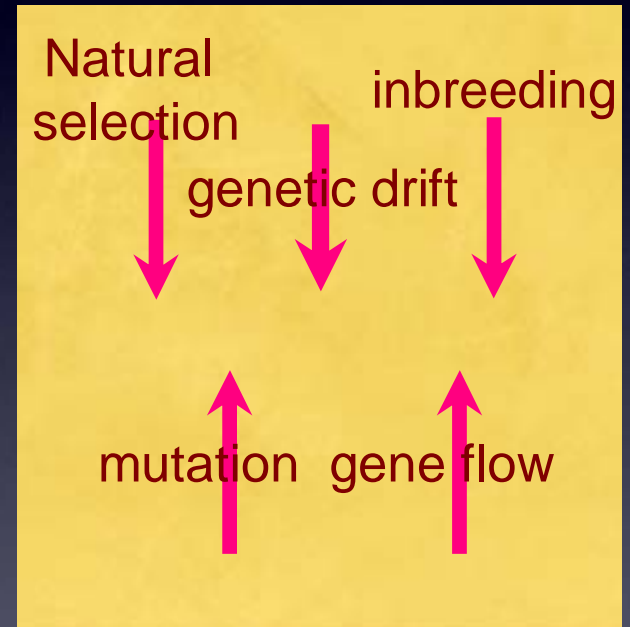 Natural
selection
inbreeding
genetic drift
mutation
gene flow